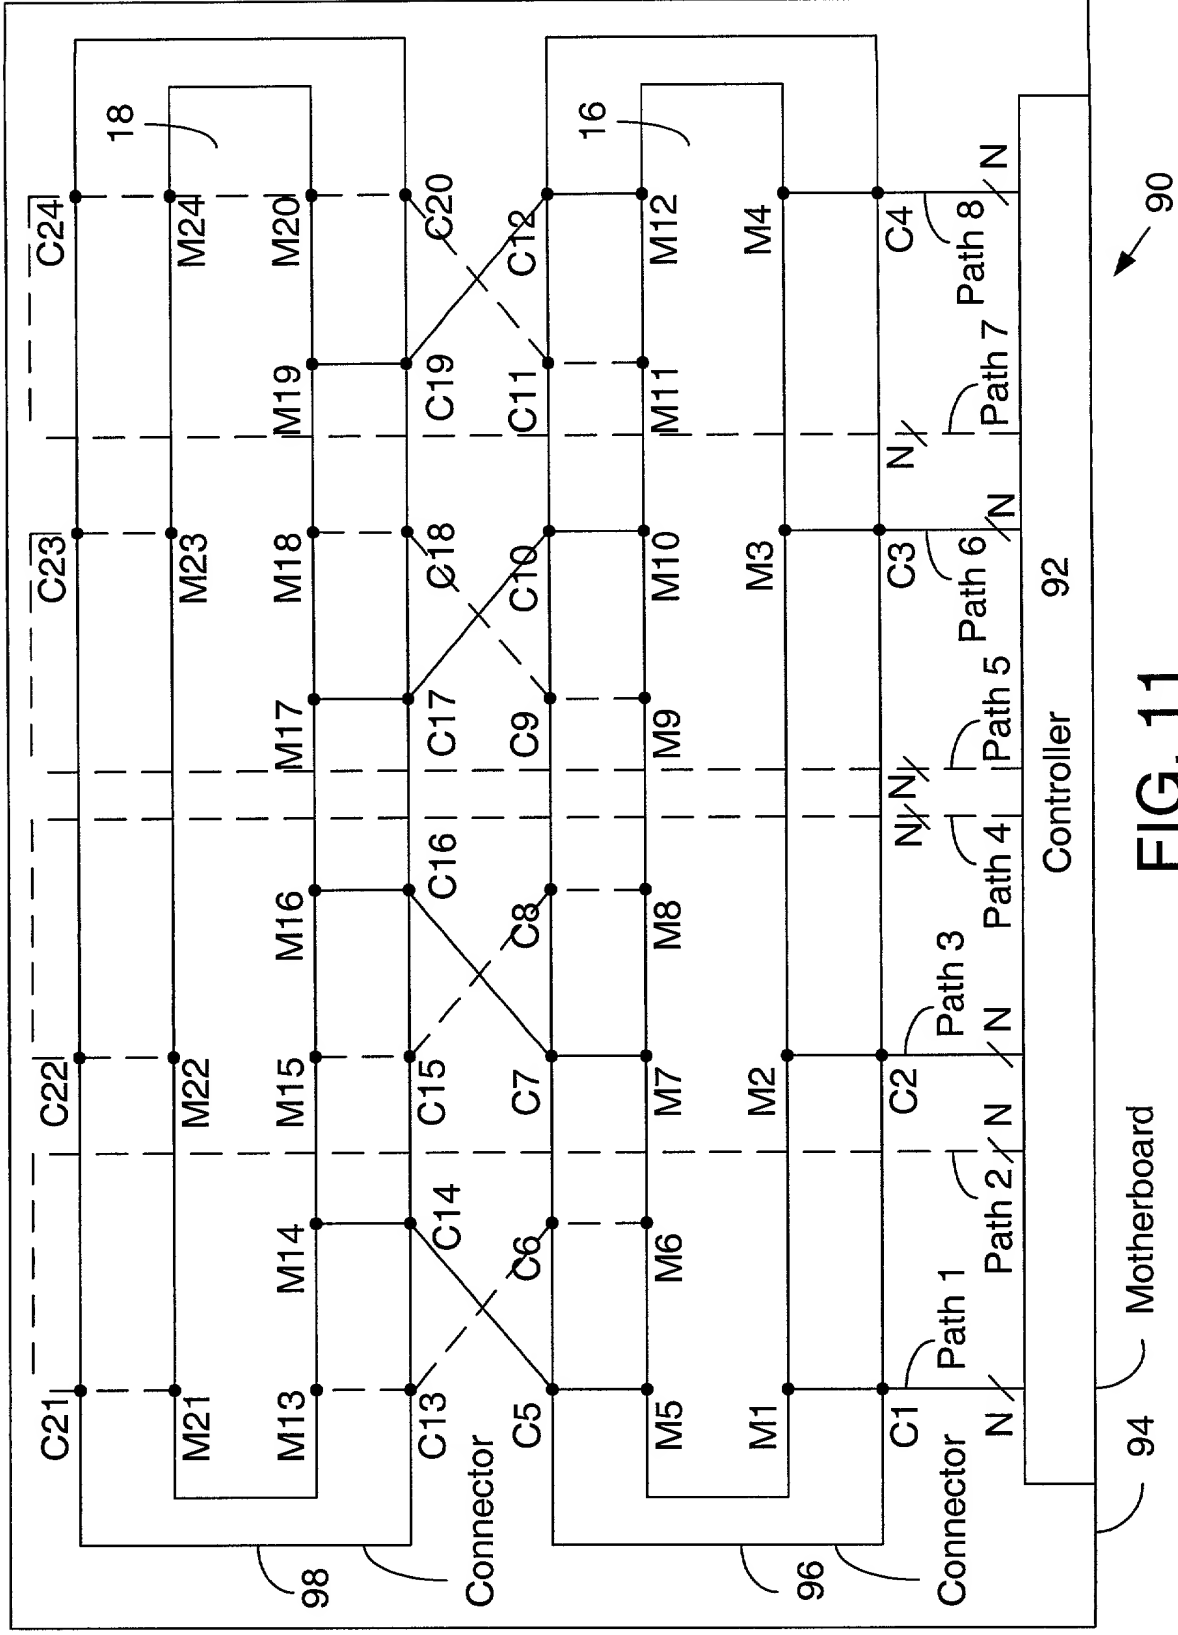 C21
C22
C23
C24
18
M21
M22
M23
M24
M13
M14
M15
M16
M17
M18
M19
M20
C13
C14
C15
C16
C17
C18
C19
C20
98
Connector
C5
C6
C7
C8
C9
C10
C11
C12
16
M5
M6
M7
M8
M9
M10
M11
M12
M1
M2
M3
M4
96
Connector
C1
C2
C3
C4
N
N
N
N
N
N
N
N
Path 1
Path 2
Path 3
Path 4
Path 5
Path 6
Path 7
Path 8
Controller
92
94
Motherboard
90
FIG. 11